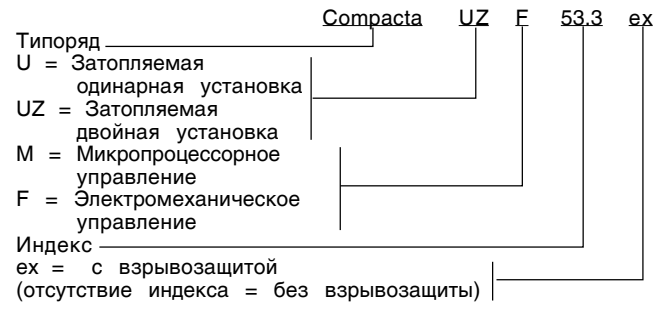 Compacta UZ F 53.3 ex
Типоряд
U = Затопляемая
одинарная установка
UZ = Затопляемая
двойная установка
M = Микропроцессорное
управление
F = Электромеханическое
управление
Индекс
ex = с взрывозащитой
(отсутствие индекса = без взрывозащиты)